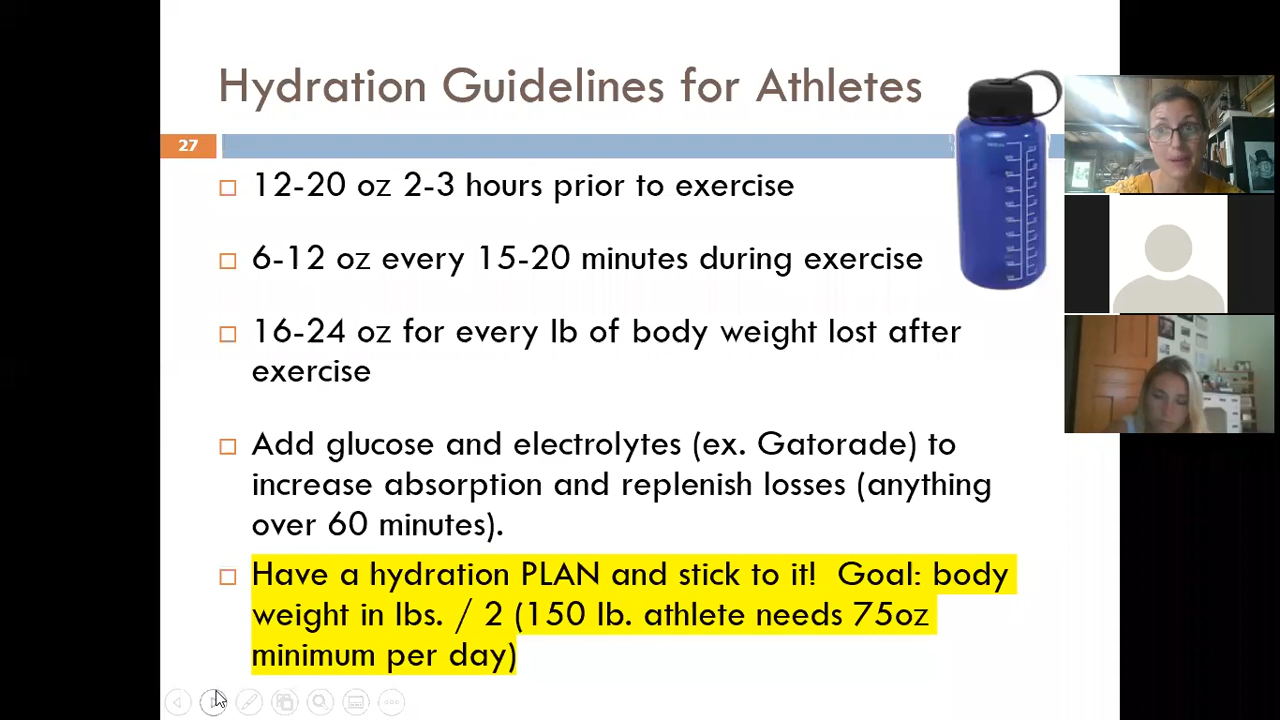 Hydration Guidelines for Athletes
27
12-20 oz 2-3 hours prior to exercise
6-12 oz every 15-20 minutes during exercise
16-24 oz for every lb of body weight lost after
exercise
Add glucose and electrolytes (ex. Gatorade) to
increase absorption and replenish losses (anything
over 60 minutes).
Have a hydration PLAN and stick to it!  Goal: body
weight in lbs. / 2 (150 lb. athlete needs 75oz
minimum per day)